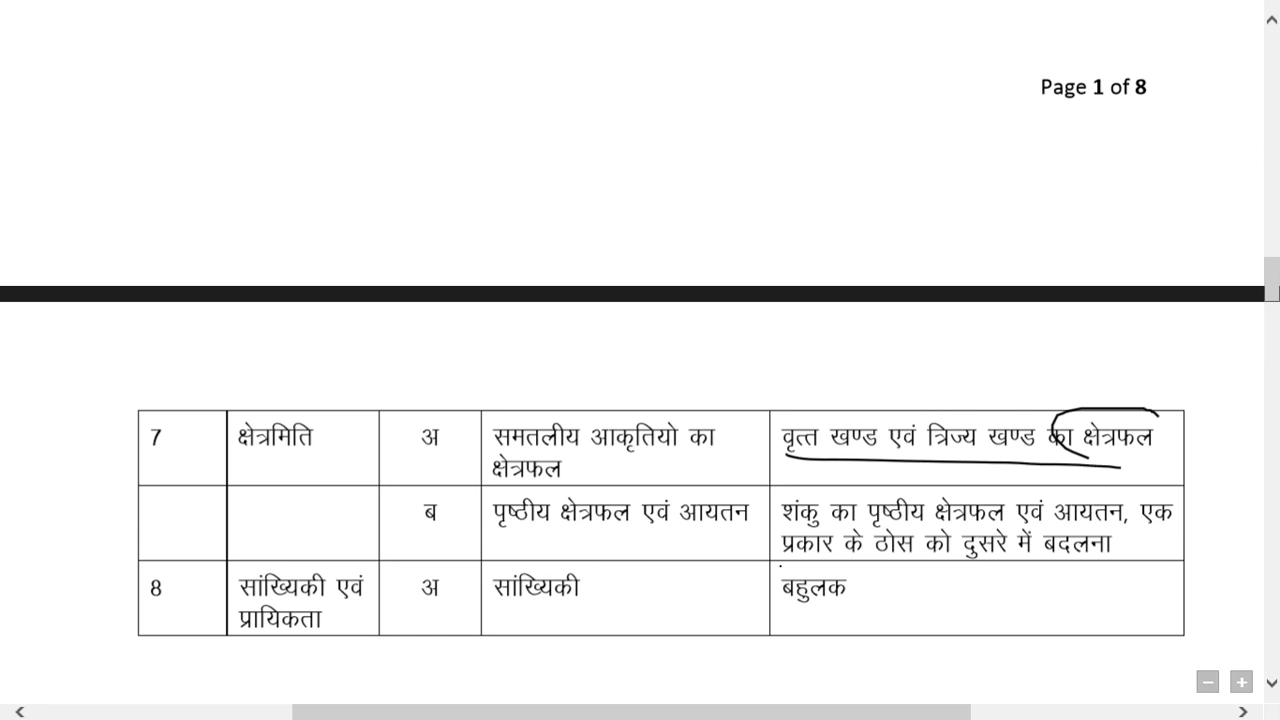 Page 1 of 8
7 क्षेत्रमिति अ समतलीय आकृतियो का वृत्त खण्ड एवं त्रिज्य खण्ड का क्षेत्रफल
क्षेत्रफल
ब पृष्ठीय क्षेत्रफल एवं आयतन शंकु का पृष्ठीय क्षेत्रफल एवं आयतन, एक
प्रकार के ठोस को दुसरे में बदलना
8 सांख्यिकी एवं अ सांख्यिकी बहुलक
प्रायिकता